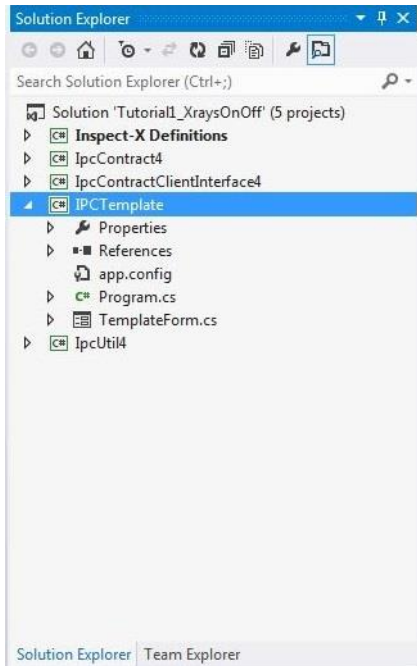 Solution Explorer
Search Solution Explorer (Ctrl+;)
Solution 'Tutorial1_XraysOnOff' (5 projects)
C# Inspect-X Definitions
C# IpcContract4
C# IpcContractClientInterface4
C# IPCTemplate
Properties
References
app.config
C# Program.cs
TemplateForm.cs
C# IpcUtil4
Solution Explorer Team Explorer